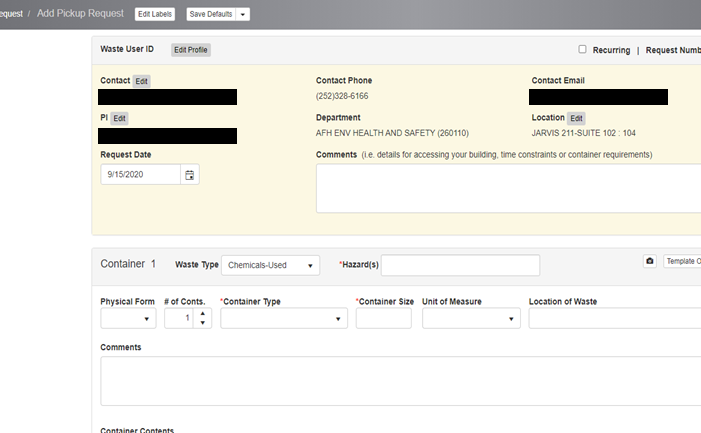 equest / Add Pickup Request Edit Labels Save Defaults
Waste User ID Edit Profile Recurring | Request Numb
Contact Edit Contact Phone Contact Email
(252)328-6166
PI Edit Department Location Edit
AFH ENV HEALTH AND SAFETY (260110) JARVIS 211-SUITE 102 : 104
Request Date Comments (i.e. details for accessing your building, time constraints or container requirements)
9/15/2020
Container 1 Waste Type Chemicals-Used *Hazard(s) Template O
Physical Form # of Conts. *Container Type *Container Size Unit of Measure Location of Waste
1
Comments
Container Contents